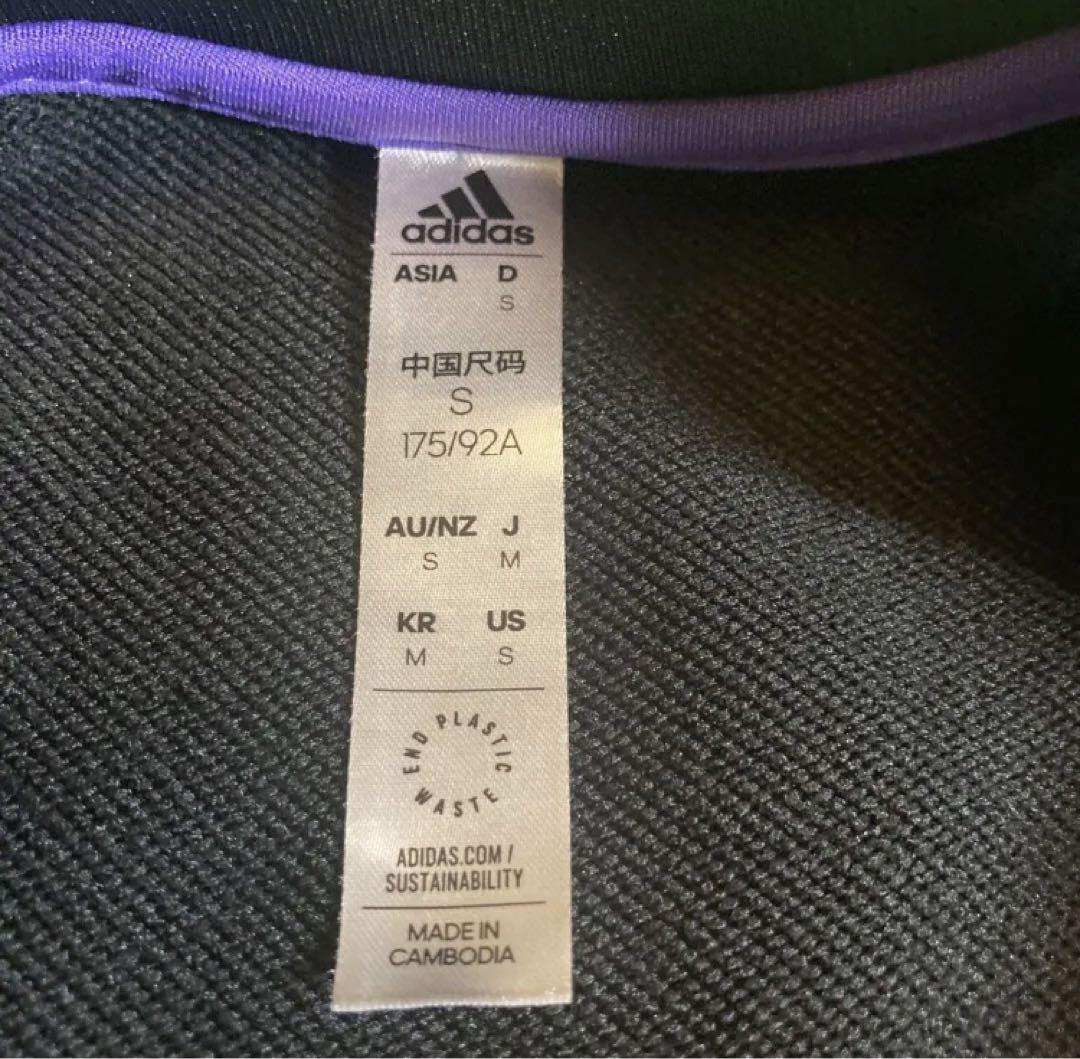 adidas
ASIA D
S
中国尺码
S
175/92A
AU/NZ J
S M
KR US
M S
END PLASTIC WASTE
ADIDAS.COM /
SUSTAINABILITY
MADE IN
CAMBODIA